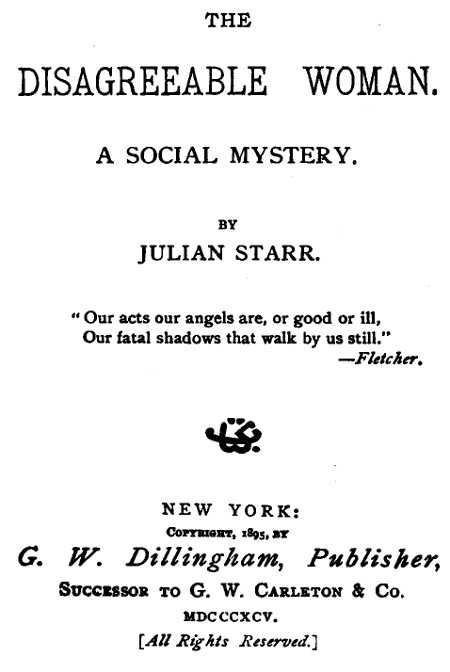 THE
DISAGREEABLE WOMAN.
A SOCIAL MYSTERY.
BY
JULIAN STARR.
"Our acts our angels are, or good or ill,
Our fatal shadows that walk by us still."
—Fletcher.
NEW YORK:
COPYRIGHT, 1895, BY
G. W. Dillingham, Publisher,
SUCCESSOR TO G. W. CARLETON & CO.
MDCCCXCV.
[All Rights Reserved.]